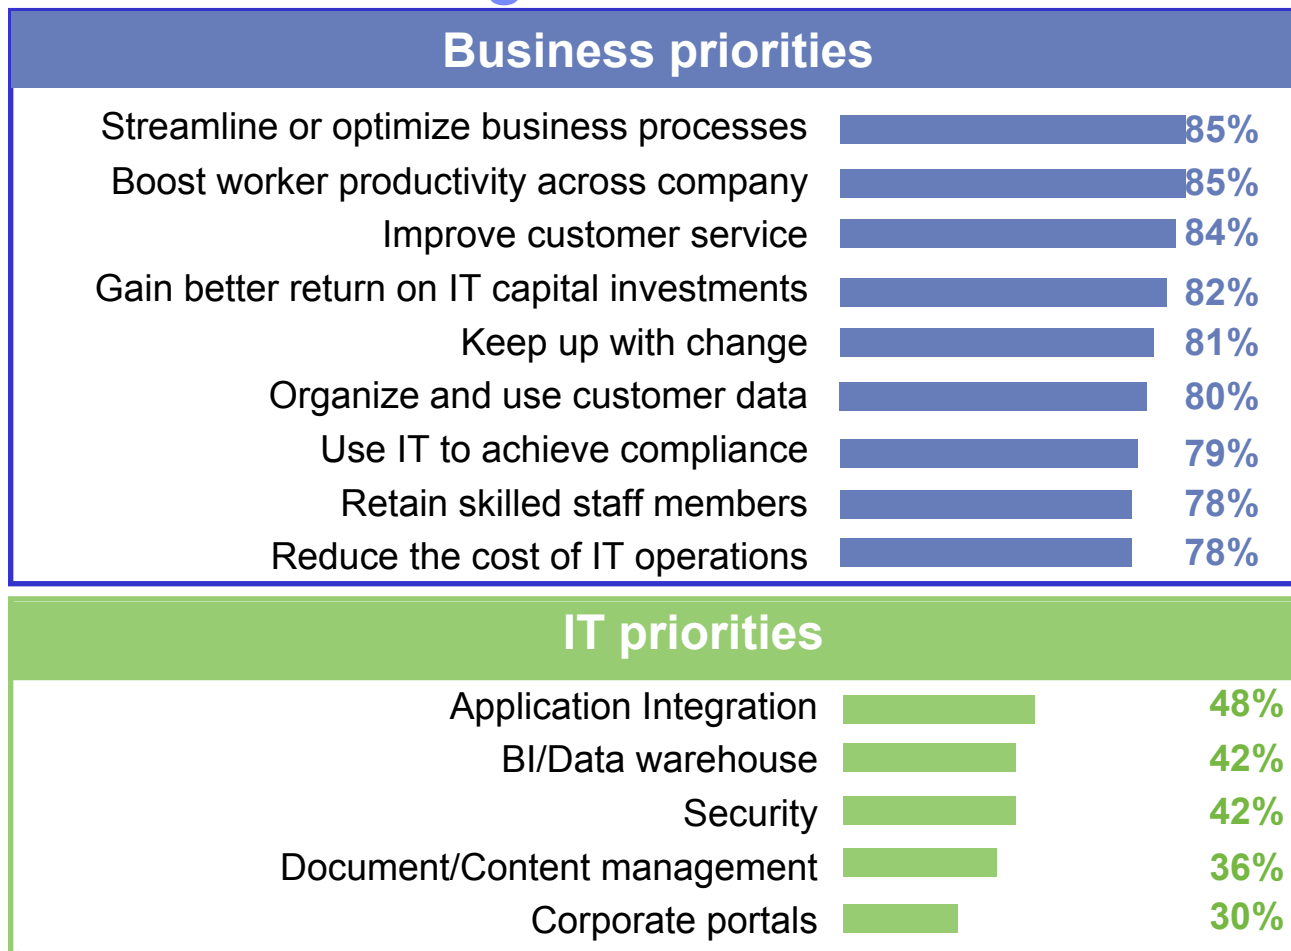 Business priorities
Streamline or optimize business processes 85%
Boost worker productivity across company 85%
Improve customer service 84%
Gain better return on IT capital investments 82%
Keep up with change 81%
Organize and use customer data 80%
Use IT to achieve compliance 79%
Retain skilled staff members 78%
Reduce the cost of IT operations 78%
IT priorities
Application Integration 48%
BI/Data warehouse 42%
Security 42%
Document/Content management 36%
Corporate portals 30%